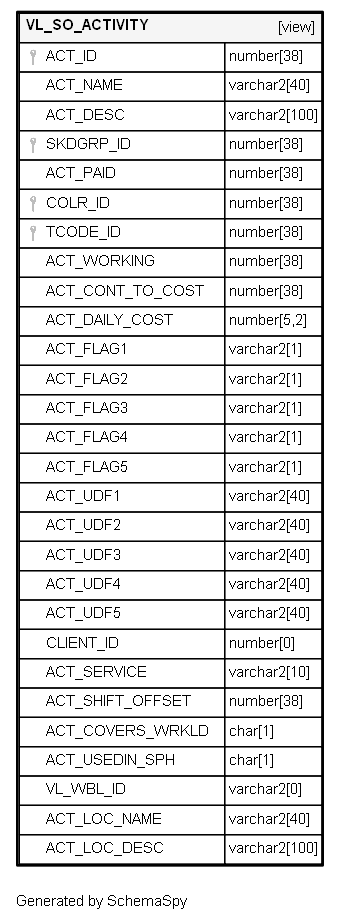 VL_SO_ACTIVITY [view]
ACT_ID number[38]
ACT_NAME varchar2[40]
ACT_DESC varchar2[100]
SKDGRP_ID number[38]
ACT_PAID number[38]
COLR_ID number[38]
TCODE_ID number[38]
ACT_WORKING number[38]
ACT_CONT_TO_COST number[38]
ACT_DAILY_COST number[5,2]
ACT_FLAG1 varchar2[1]
ACT_FLAG2 varchar2[1]
ACT_FLAG3 varchar2[1]
ACT_FLAG4 varchar2[1]
ACT_FLAG5 varchar2[1]
ACT_UDF1 varchar2[40]
ACT_UDF2 varchar2[40]
ACT_UDF3 varchar2[40]
ACT_UDF4 varchar2[40]
ACT_UDF5 varchar2[40]
CLIENT_ID number[0]
ACT_SERVICE varchar2[10]
ACT_SHIFT_OFFSET number[38]
ACT_COVERS_WRKLD char[1]
ACT_USEDIN_SPH char[1]
VL_WBL_ID varchar2[0]
ACT_LOC_NAME varchar2[40]
ACT_LOC_DESC varchar2[100]
Generated by SchemaSpy